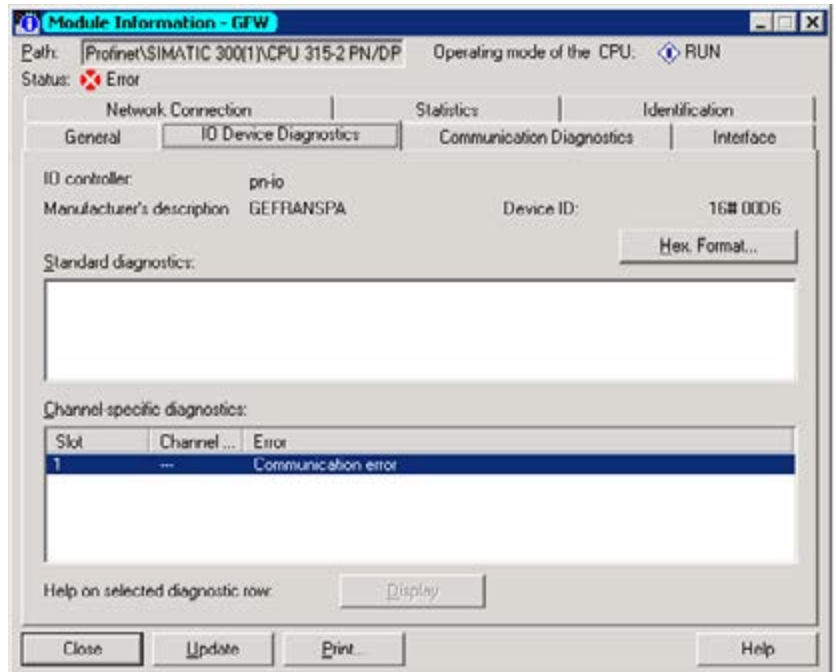 Module Information - GFW
Path: Profinet\SIMATIC 300(1)\CPU 315-2 PN/DP Operating mode of the CPU: RUN
Status: Error
Network Connection Statistics Identification
General IO Device Diagnostics Communication Diagnostics Interface
IO controller: pn-io
Manufacturer's description GEFRANSPA Device ID: 16# 00D6
Hex. Format...
Standard diagnostics:
Channel-specific diagnostics:
Slot Channel ... Error
1 --- Communication error
Help on selected diagnostic row: Display
Close Update Print... Help